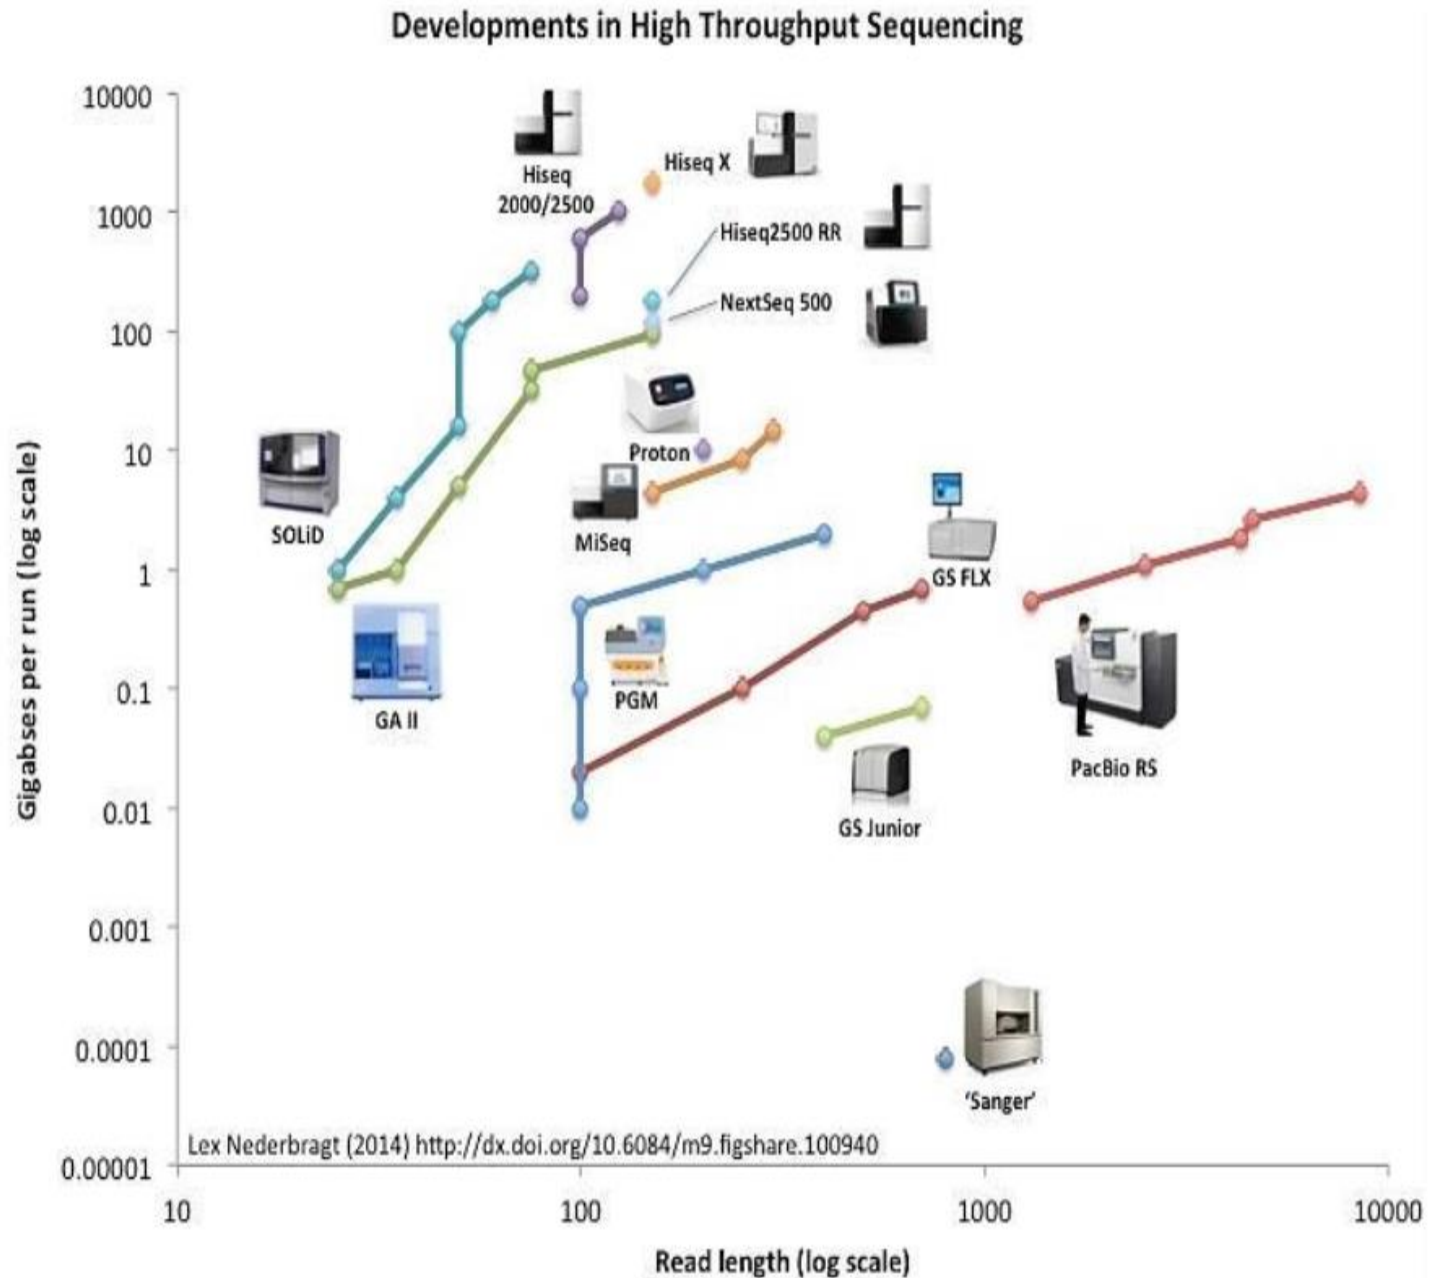 Developments in High Throughput Sequencing
10000
1000
100
10
1
0.1
0.01
0.001
0.0001
0.00001
Gigabses per run (log scale)
Hiseq
2000/2500
Hiseq X
Hiseq2500 RR
NextSeq 500
Proton
SOLiD
MiSeq
GS FLX
GA II
PGM
PacBio RS
GS Junior
'Sanger'
Lex Nederbragt (2014) http://dx.doi.org/10.6084/m9.figshare.100940
10
100
1000
10000
Read length (log scale)